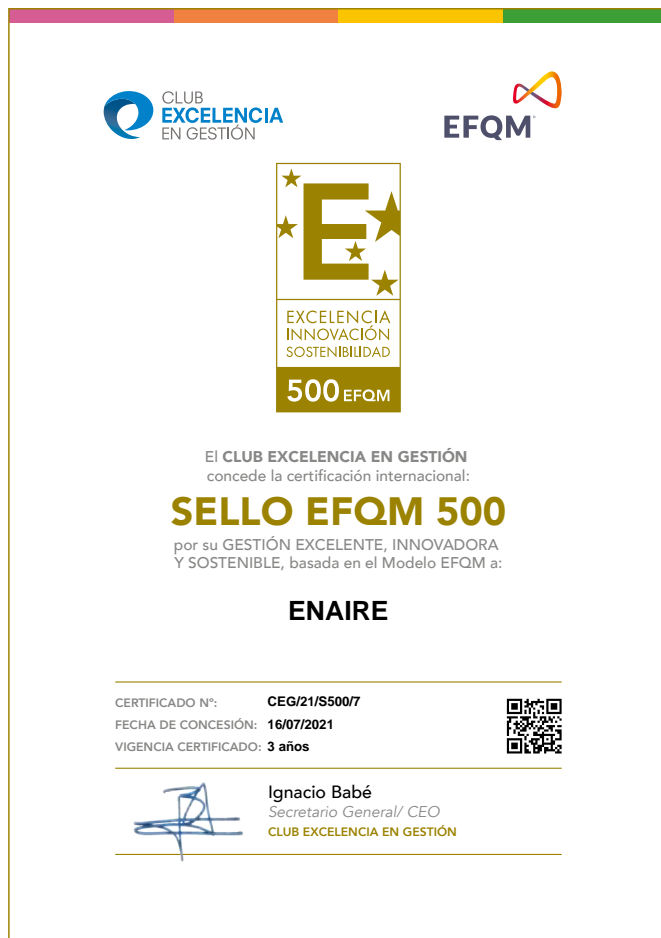 CLUB
EXCELENCIA
EN GESTIÓN
EFQM
E
EXCELENCIA
INNOVACIÓN
SOSTENIBILIDAD
500 EFQM
El CLUB EXCELENCIA EN GESTIÓN
concede la certificación internacional:
SELLO EFQM 500
por su GESTIÓN EXCELENTE, INNOVADORA
Y SOSTENIBLE, basada en el Modelo EFQM a:
ENAIRE
CERTIFICADO Nº: CEG/21/S500/7
FECHA DE CONCESIÓN: 16/07/2021
VIGENCIA CERTIFICADO: 3 años
Ignacio Babé
Secretario General/ CEO
CLUB EXCELENCIA EN GESTIÓN